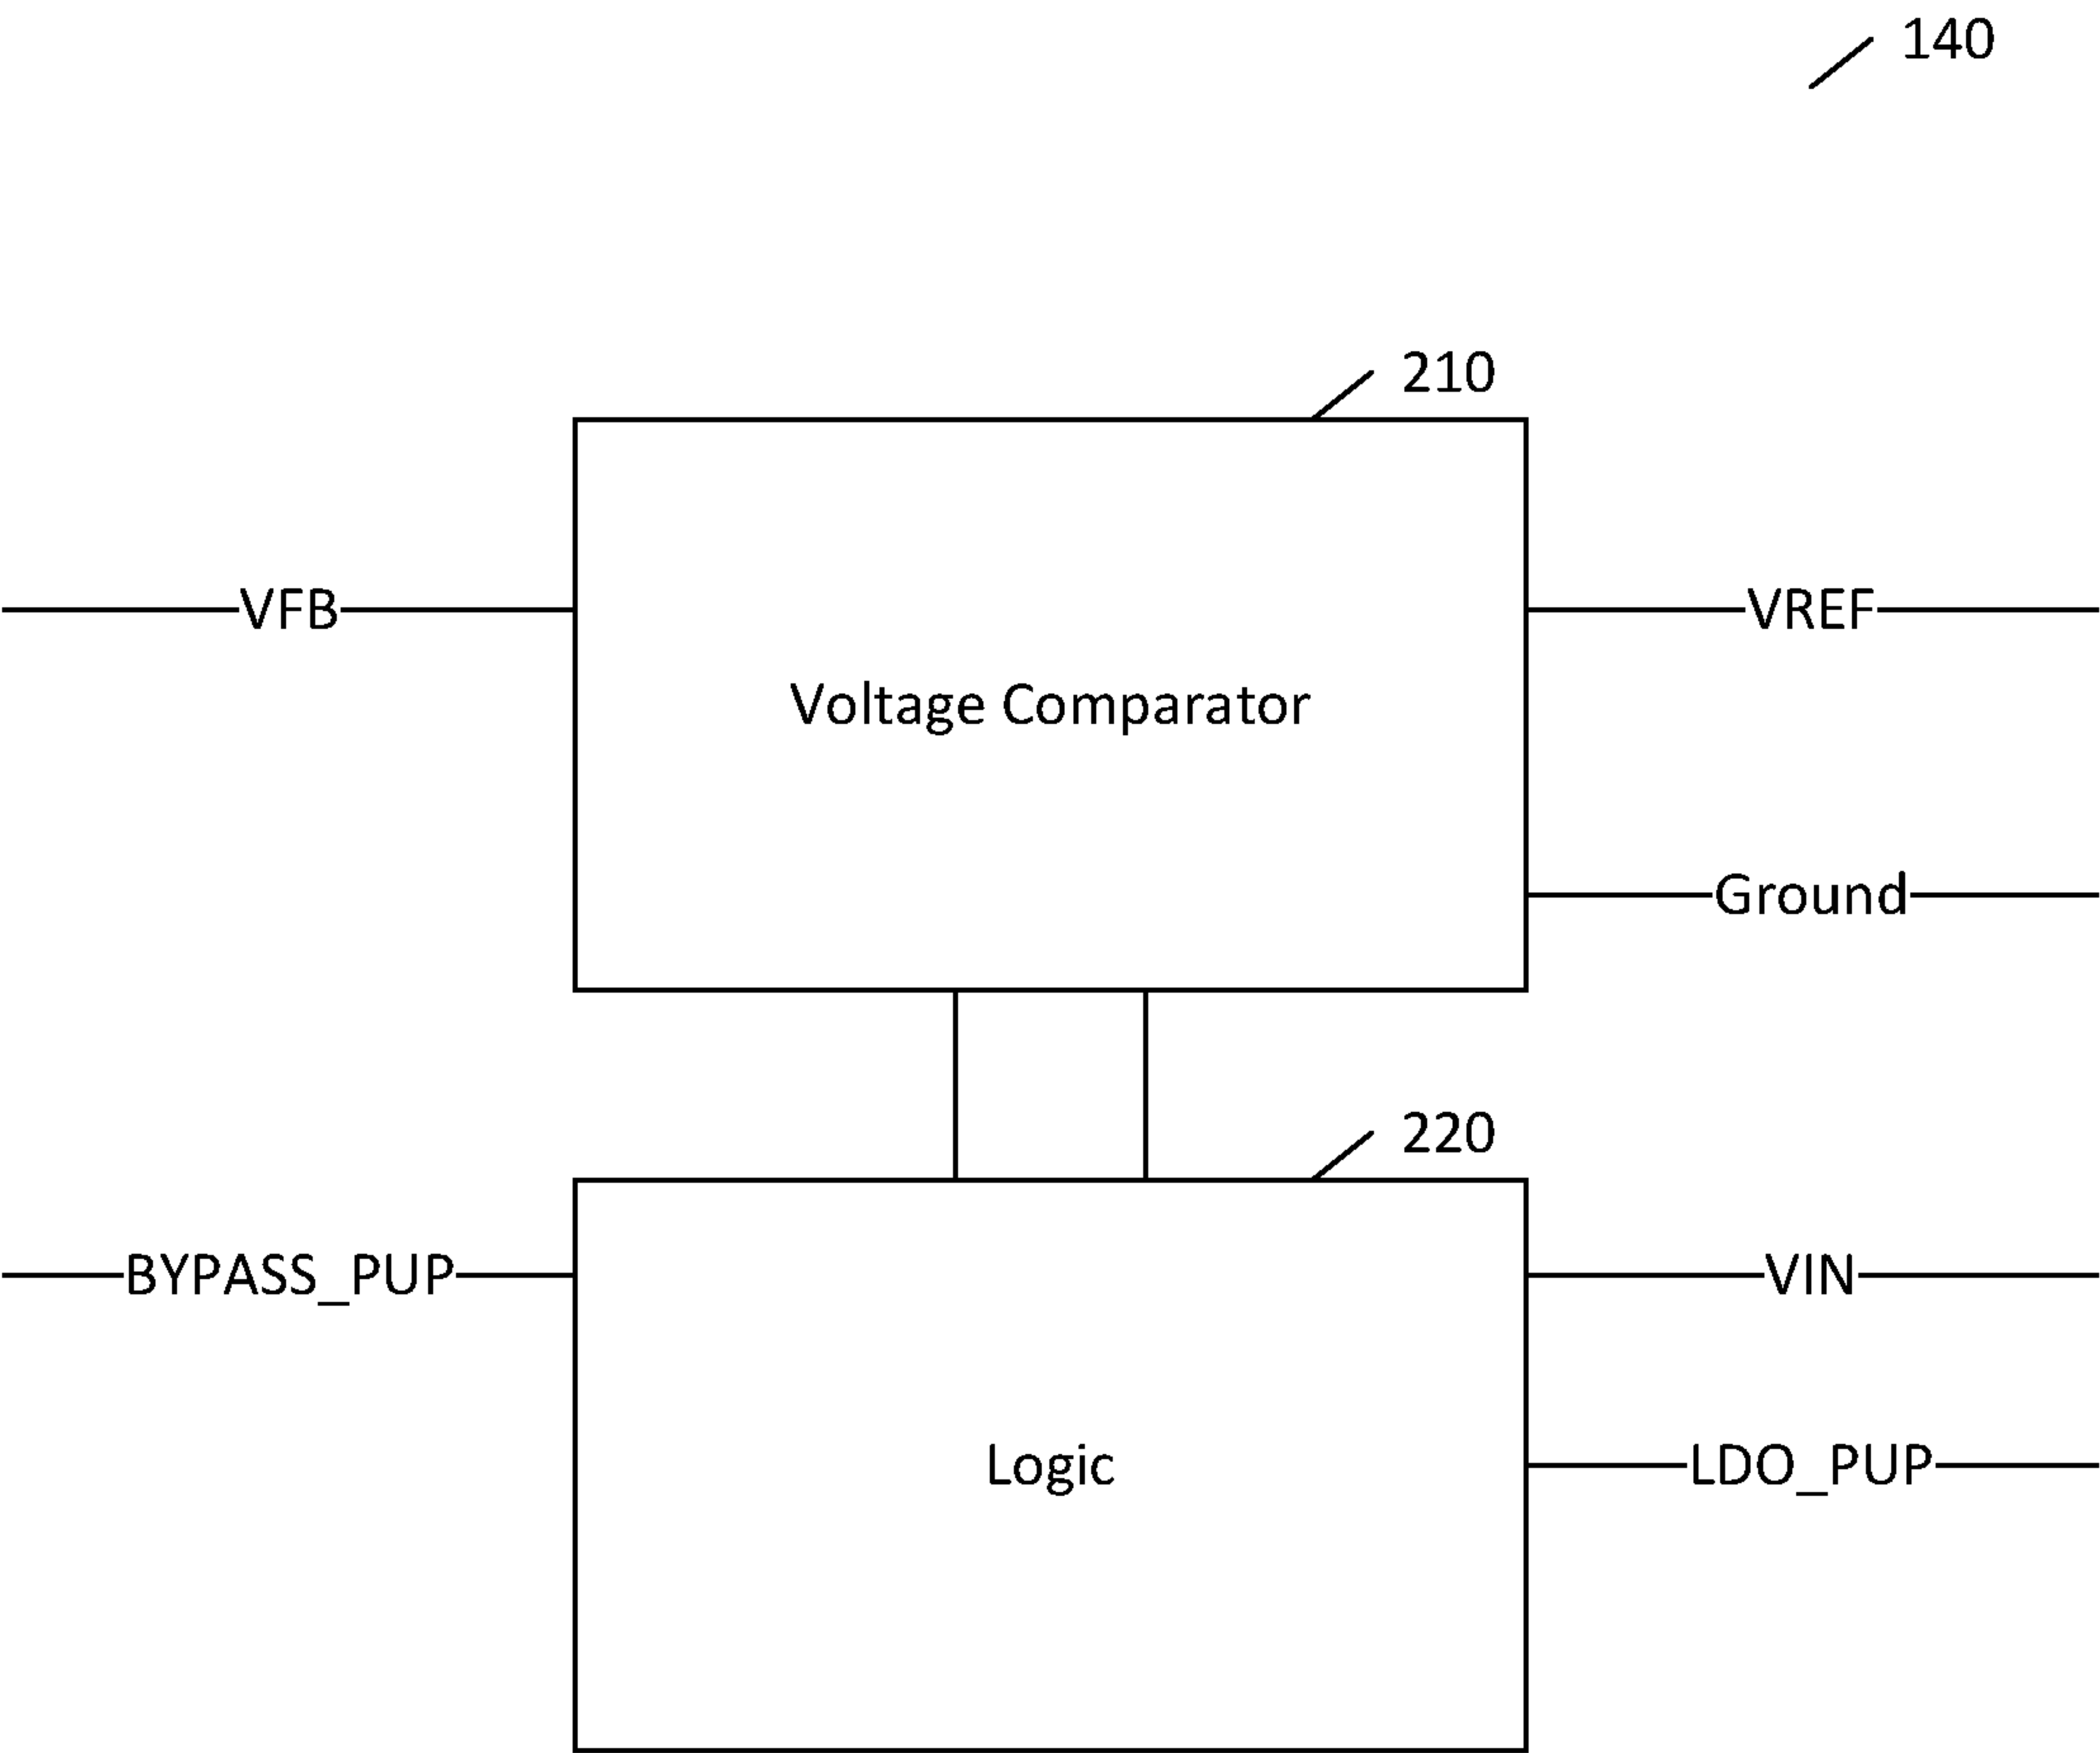 140
210
VFB
VREF
Voltage Comparator
Ground
220
BYPASS_PUP
VIN
Logic
LDO_PUP